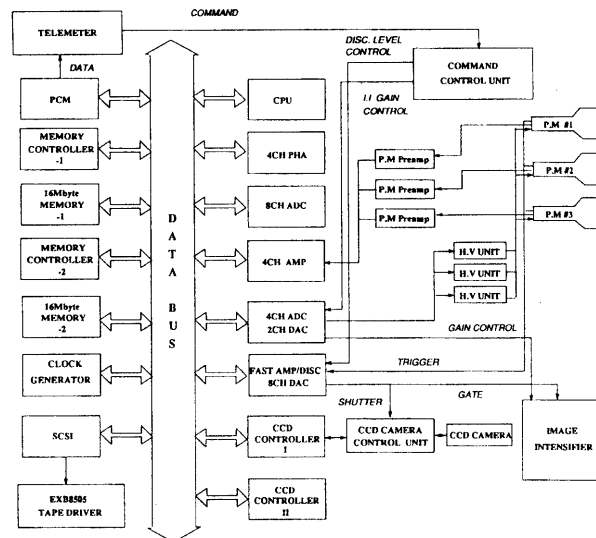 COMMAND
TELEMETER
DATA
DISC. LEVEL
CONTROL
COMMAND
CONTROL UNIT
PCM
CPU
I.I GAIN
CONTROL
MEMORY
CONTROLLER
-1
4CH PHA
P.M Preamp
P.M #1
16Mbyte
MEMORY
-1
8CH ADC
P.M Preamp
P.M #2
P.M Preamp
P.M #3
MEMORY
CONTROLLER
-2
4CH AMP
H.V UNIT
H.V UNIT
H.V UNIT
DATA
BUS
16Mbyte
MEMORY
-2
4CH ADC
2CH DAC
GAIN CONTROL
CLOCK
GENERATOR
FAST AMP/DISC
8CH DAC
TRIGGER
SHUTTER
GATE
SCSI
CCD
CONTROLLER
I
CCD CAMERA
CONTROL UNIT
CCD CAMERA
IMAGE
INTENSIFIER
EXB8505
TAPE DRIVER
CCD
CONTROLLER
II